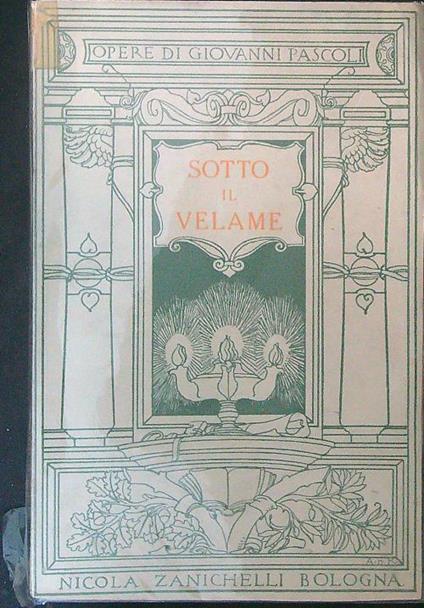 OPERE DI GIOVANNI PASCOLI
SOTTO
IL
VELAME
NICOLA ZANICHELLI BOLOGNA